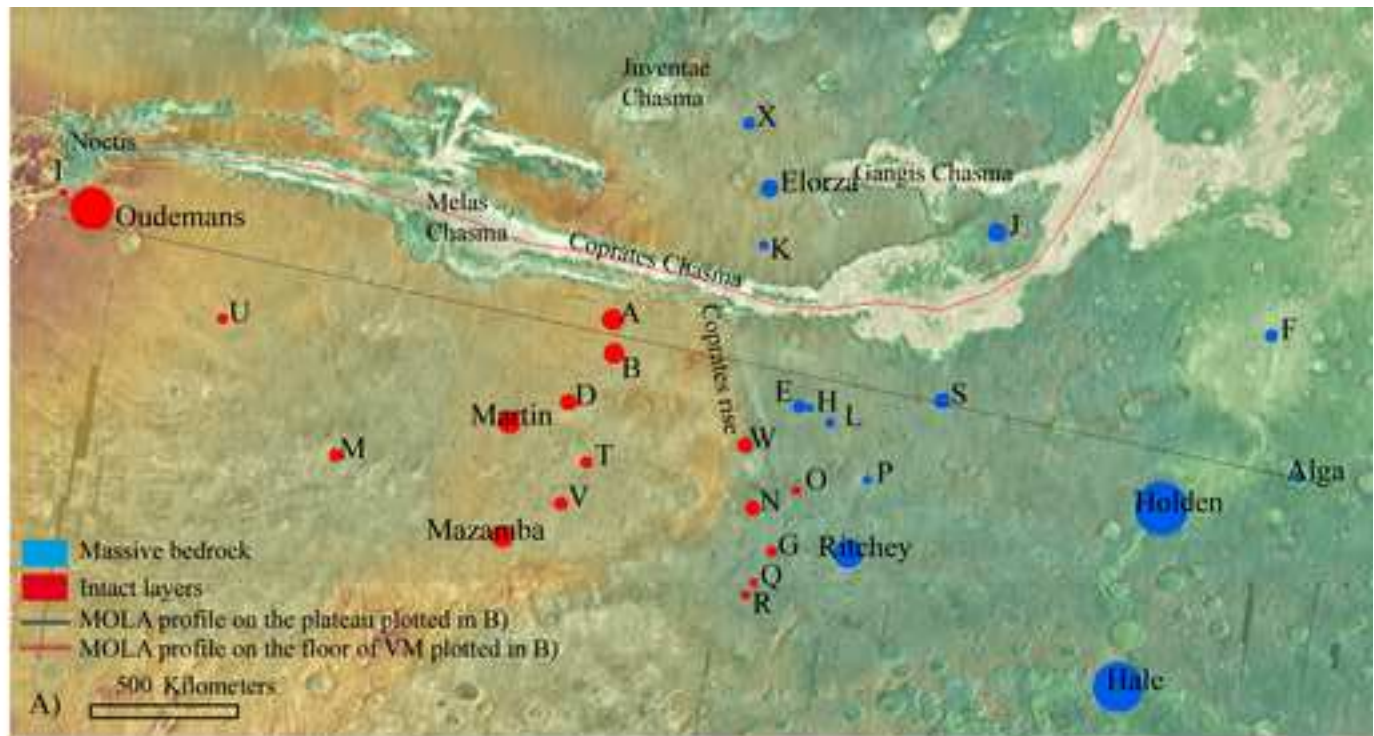 Juventae
Chasma
X
Noctus
I
Elorza
Gangis Chasma
Oudemans
Melas
Chasma
J
Coprates Chasma
K
U
A
Coprates rise
F
B
D
E
H
S
L
Martin
W
M
T
P
Alga
O
V
N
Holden
Mazamba
G
Ritchey
Massive bedrock
Q
Intact layers
R
MOLA profile on the plateau plotted in B)
MOLA profile on the floor of VM plotted in B)
500 Kilometers
Hale
A)